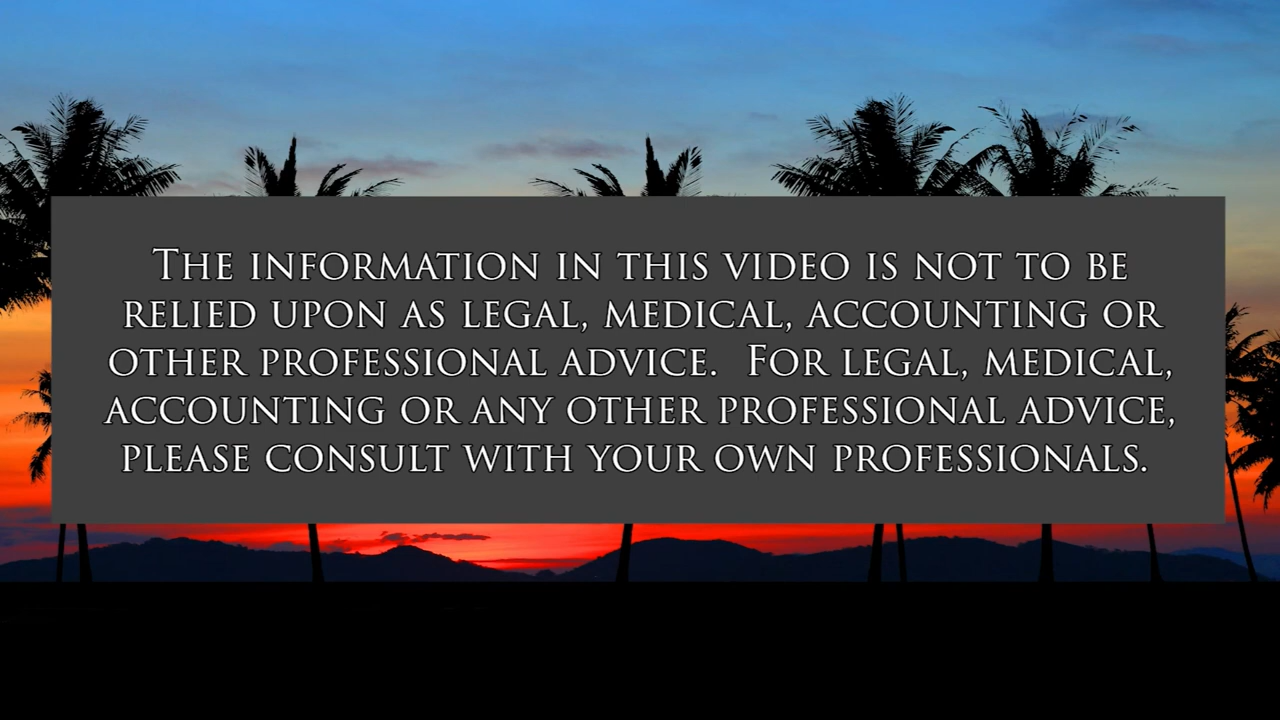 The information in this video is not to be
relied upon as legal, medical, accounting or
other professional advice.  For legal, medical,
accounting or any other professional advice,
please consult with your own professionals.